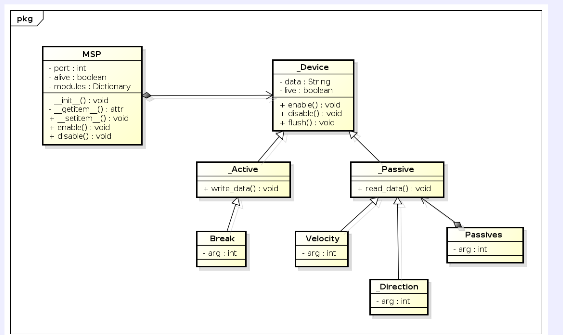 pkg
MSP
- port : int
- alive : boolean
- modules : Dictionary
__init__() : void
- __getitem__() : attr
+ __setitem__() : void
+ enable() : void
+ disable() : void
_Device
- data : String
- live : boolean
+ enable() : void
+ disable() : void
+ flush() : void
_Active
+ write_data() : void
_Passive
+ read_data() : void
Break
- arg : int
Velocity
- arg : int
Passives
- arg : int
_Direction
- arg : int